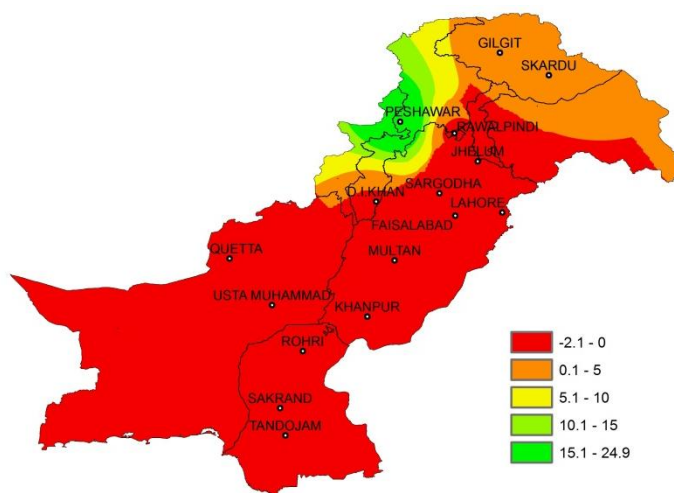 GILGIT
SKARDU
PESHAWAR
RAWALPINDI
JHELUM
SARGODHA
D.I.KHAN
LAHORE
FAISALABAD
QUETTA
MULTAN
USTA MUHAMMAD
KHANPUR
ROHRI
SAKRAND
TANDOJAM
-2.1 - 0
0.1 - 5
5.1 - 10
10.1 - 15
15.1 - 24.9